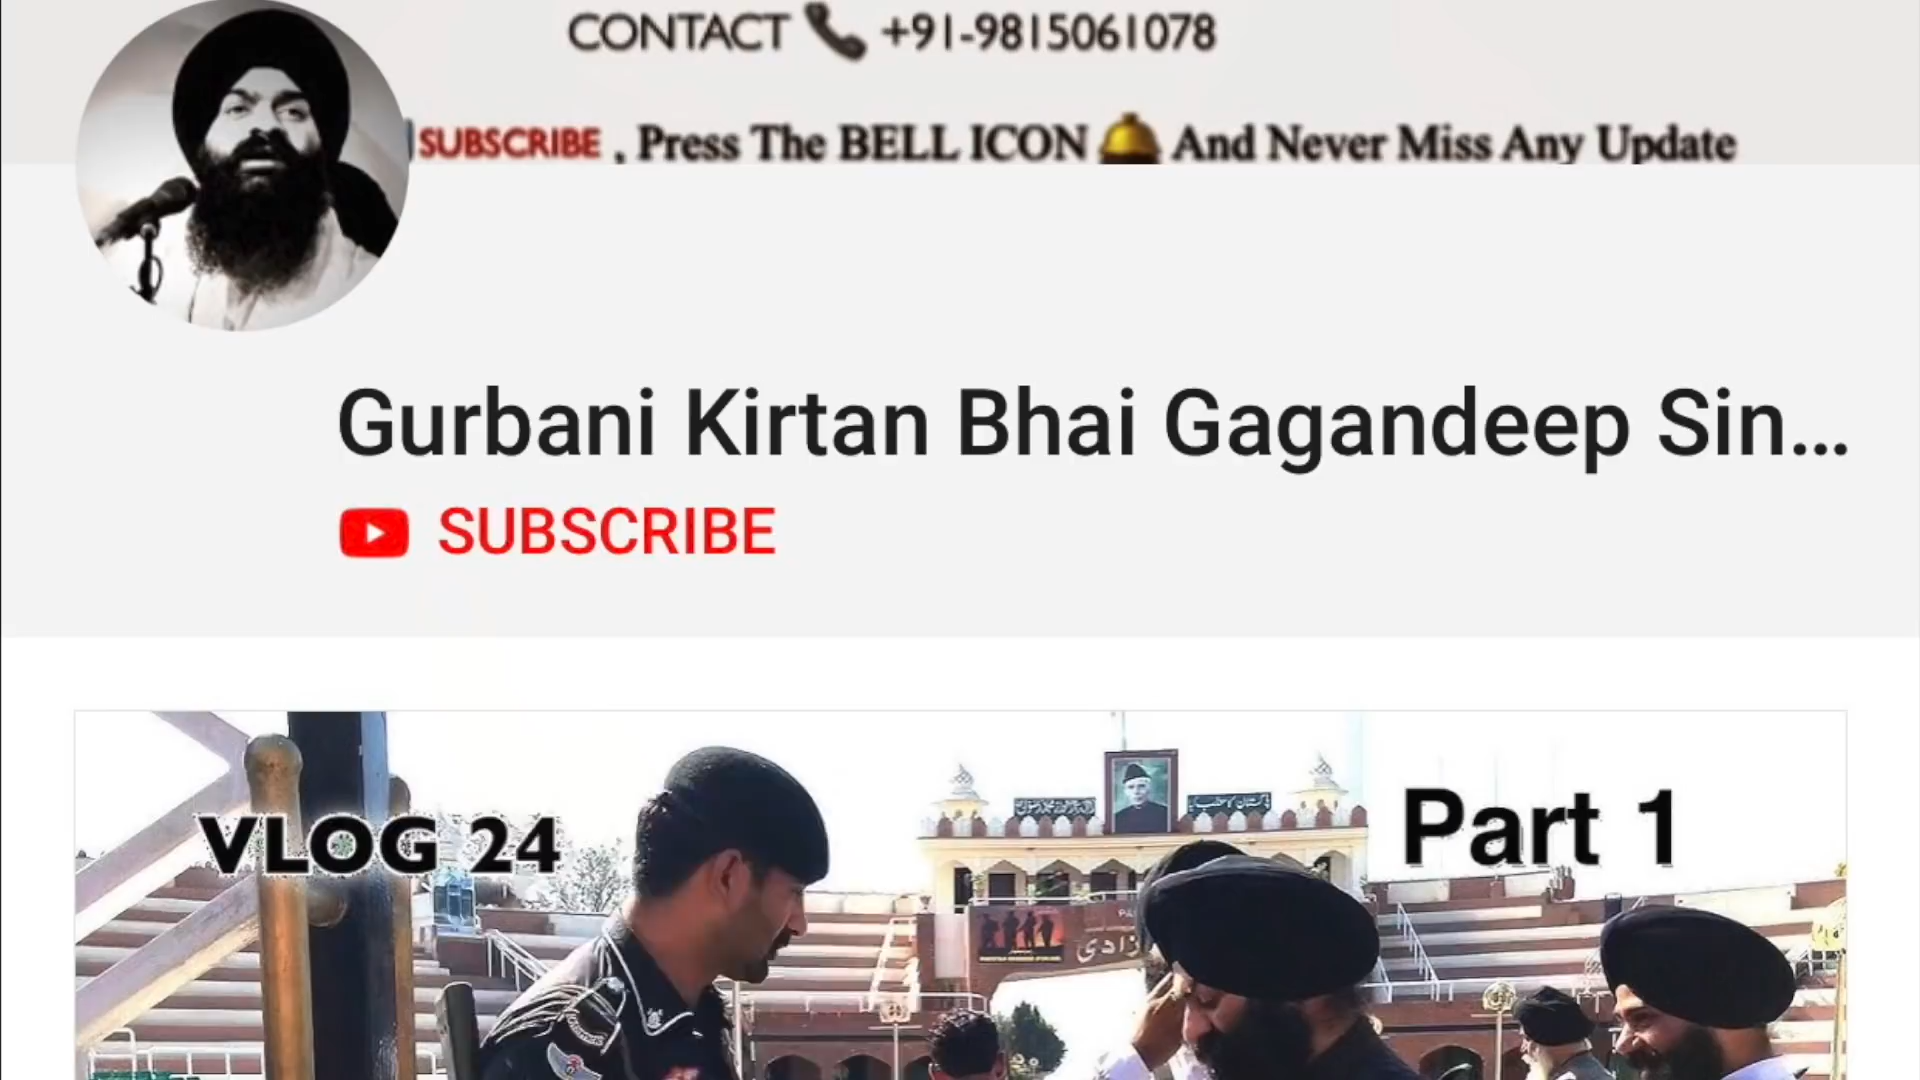 CONTACT +91-9815061078
SUBSCRIBE , Press The BELL ICON And Never Miss Any Update
Gurbani Kirtan Bhai Gagandeep Sin...
SUBSCRIBE
VLOG 24
Part 1